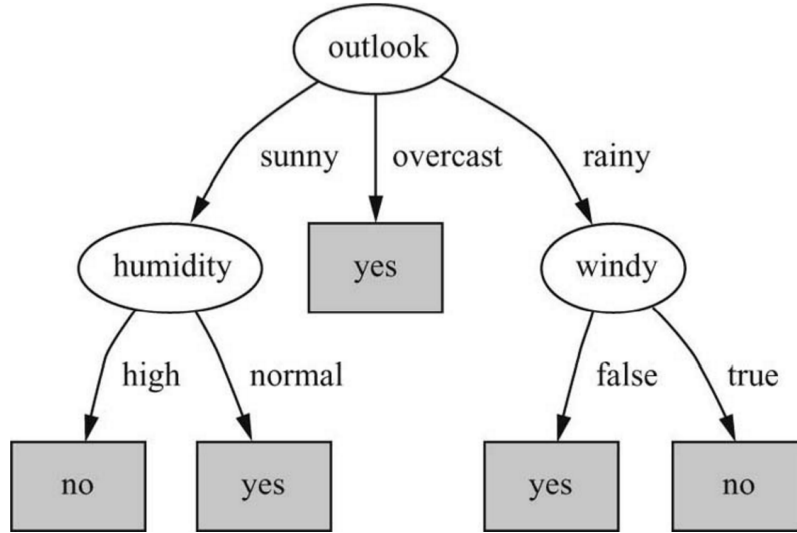 outlook
sunny overcast rainy
humidity yes windy
high normal false true
no yes yes no